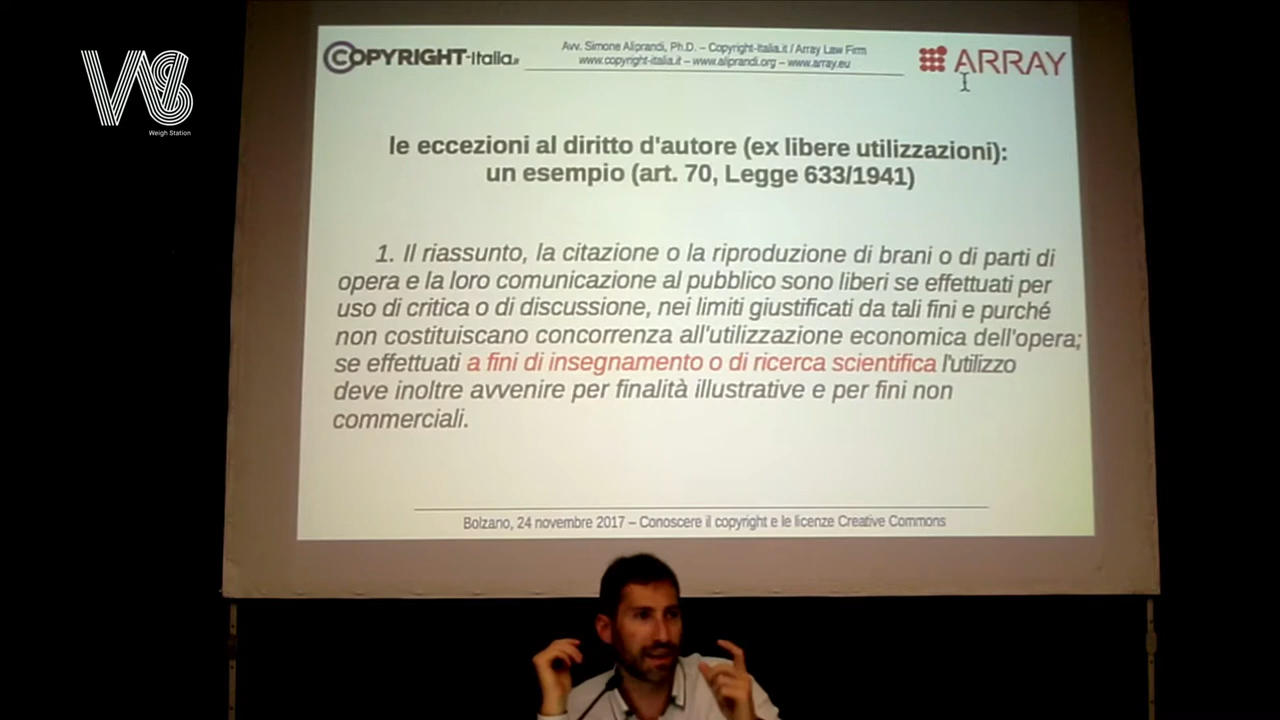 WS
Weigh Station
COPYRIGHT-Italia.it
Avv. Simone Aliprandi, Ph.D. – Copyright-Italia.it / Array Law Firm
www.copyright-italia.it – www.aliprandi.org – www.array.eu
ARRAY
le eccezioni al diritto d'autore (ex libere utilizzazioni):
un esempio (art. 70, Legge 633/1941)
1. Il riassunto, la citazione o la riproduzione di brani o di parti di
opera e la loro comunicazione al pubblico sono liberi se effettuati per
uso di critica o di discussione, nei limiti giustificati da tali fini e purché
non costituiscano concorrenza all'utilizzazione economica dell'opera;
se effettuati a fini di insegnamento o di ricerca scientifica l'utilizzo
deve inoltre avvenire per finalità illustrative e per fini non
commerciali.
Bolzano, 24 novembre 2017 – Conoscere il copyright e le licenze Creative Commons